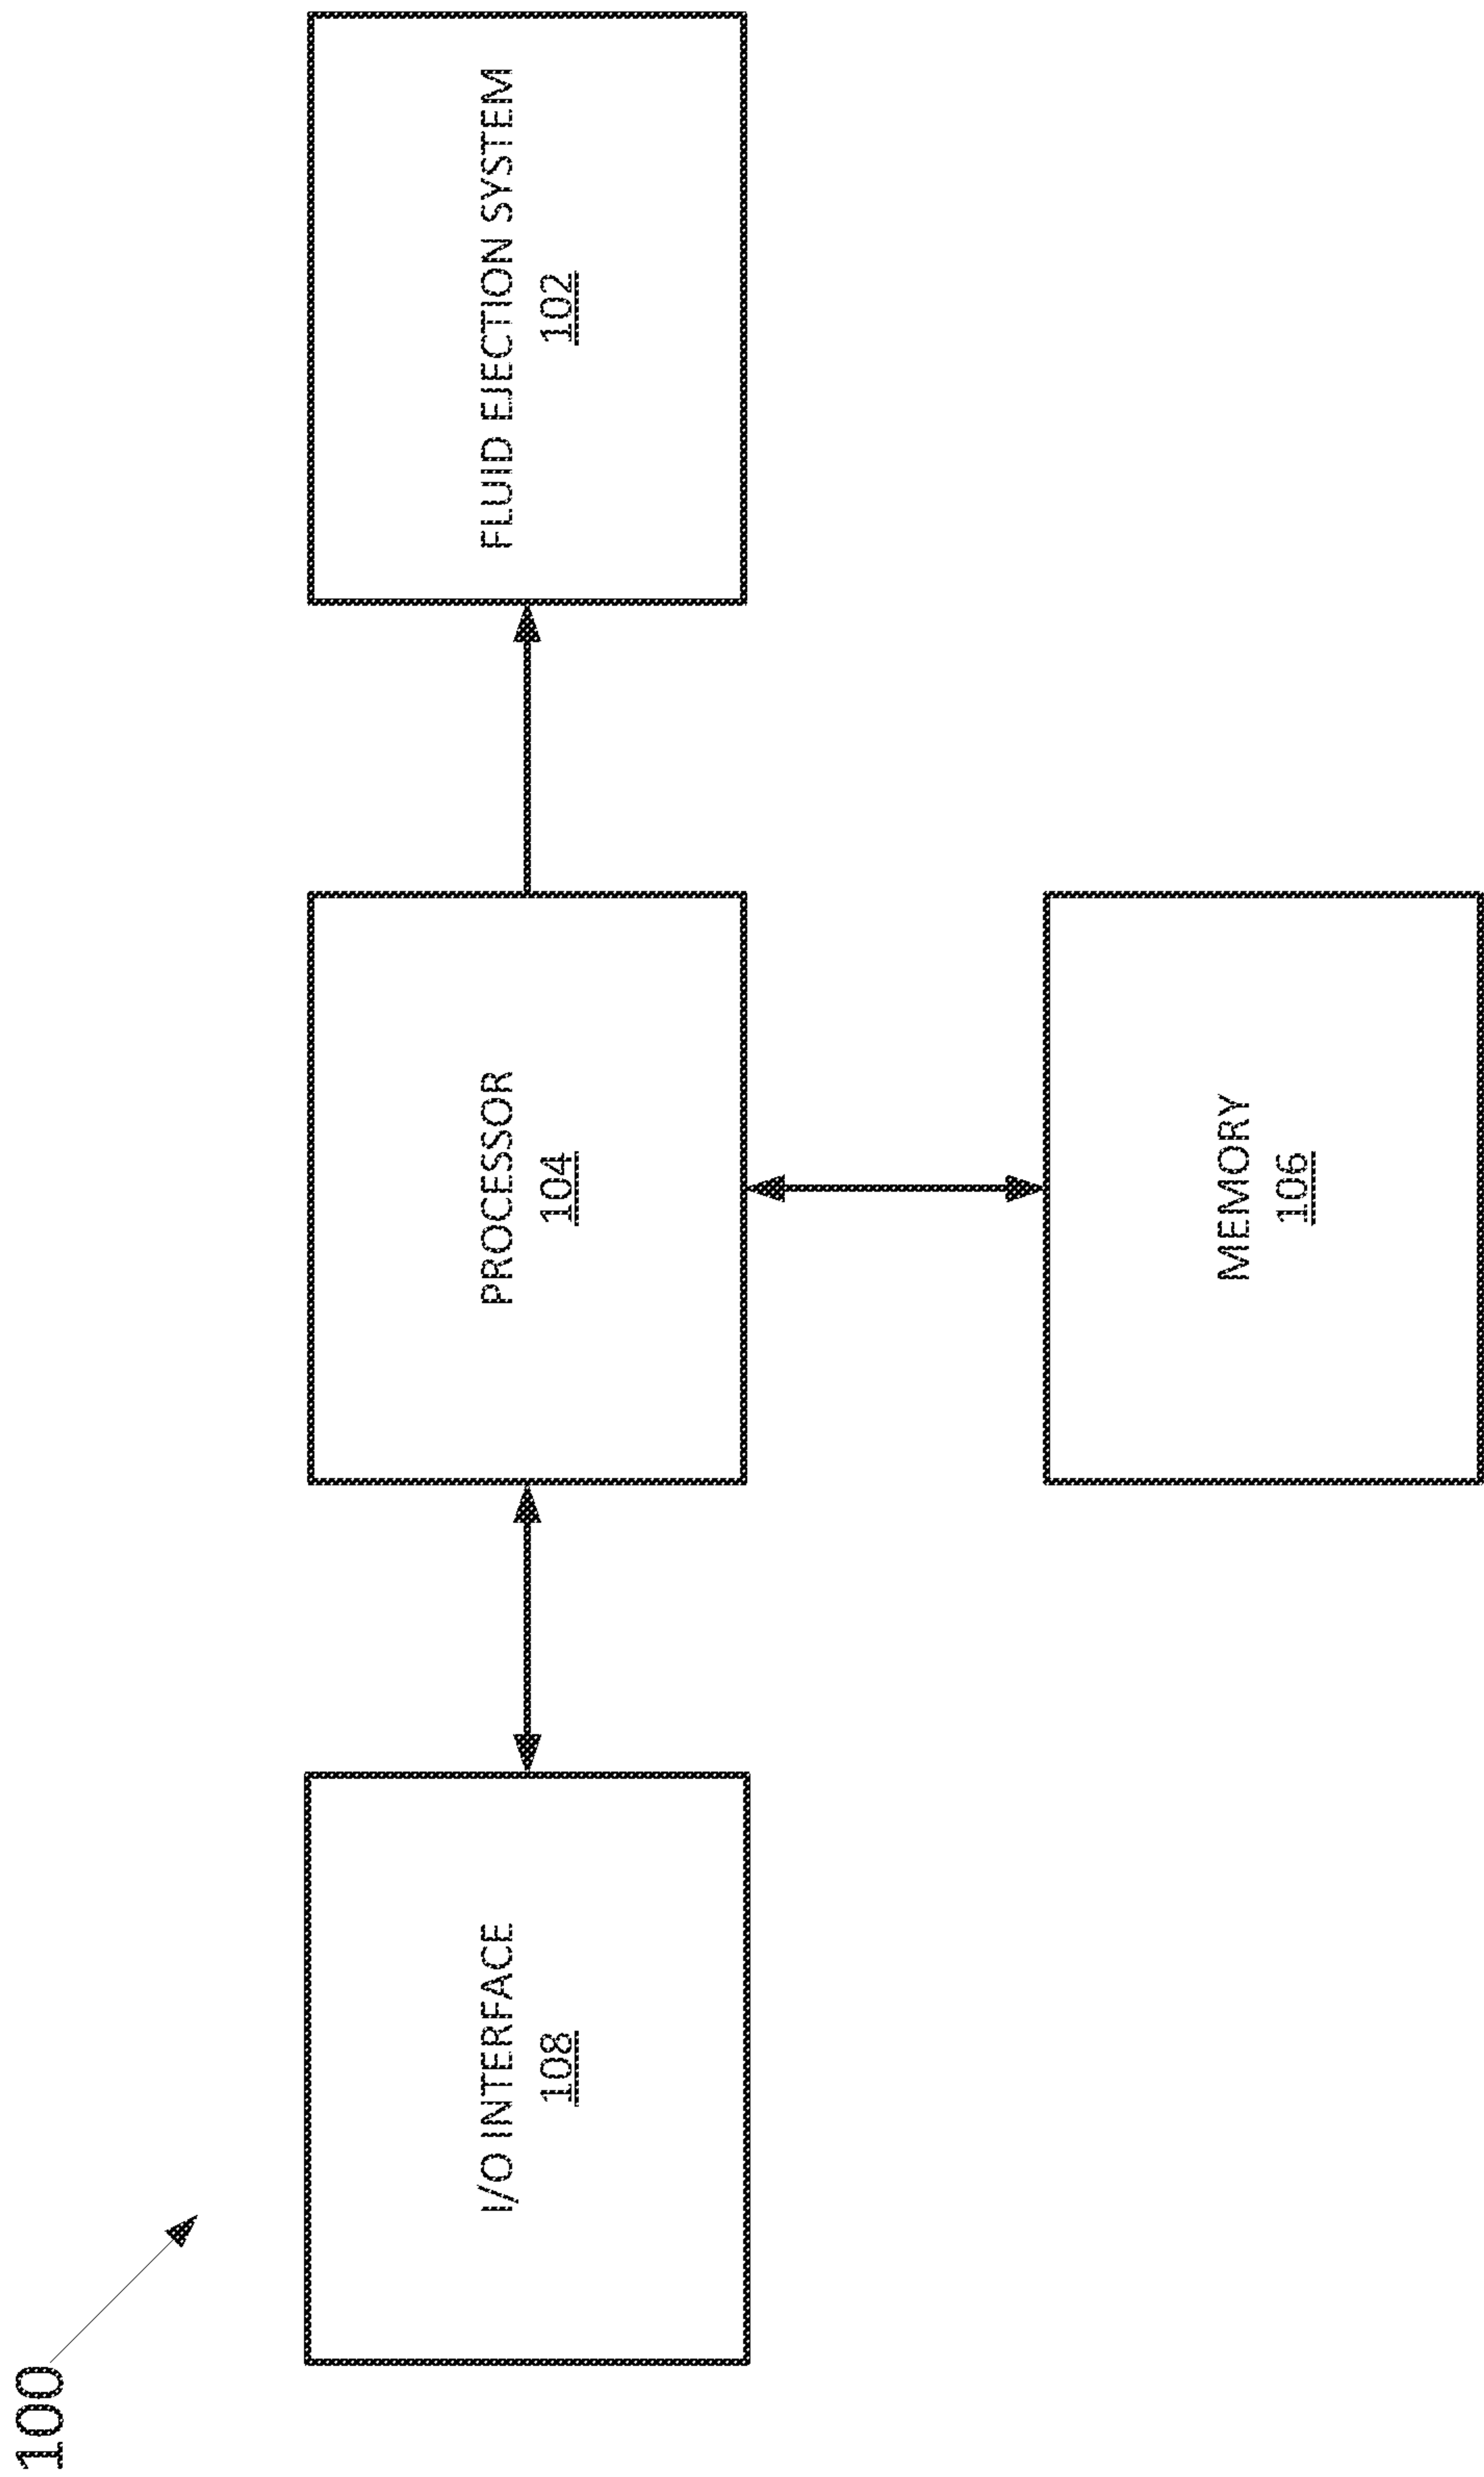 100
I/O INTERFACE
108
PROCESSOR
104
FLUID EJECTION SYSTEM
102
MEMORY
106